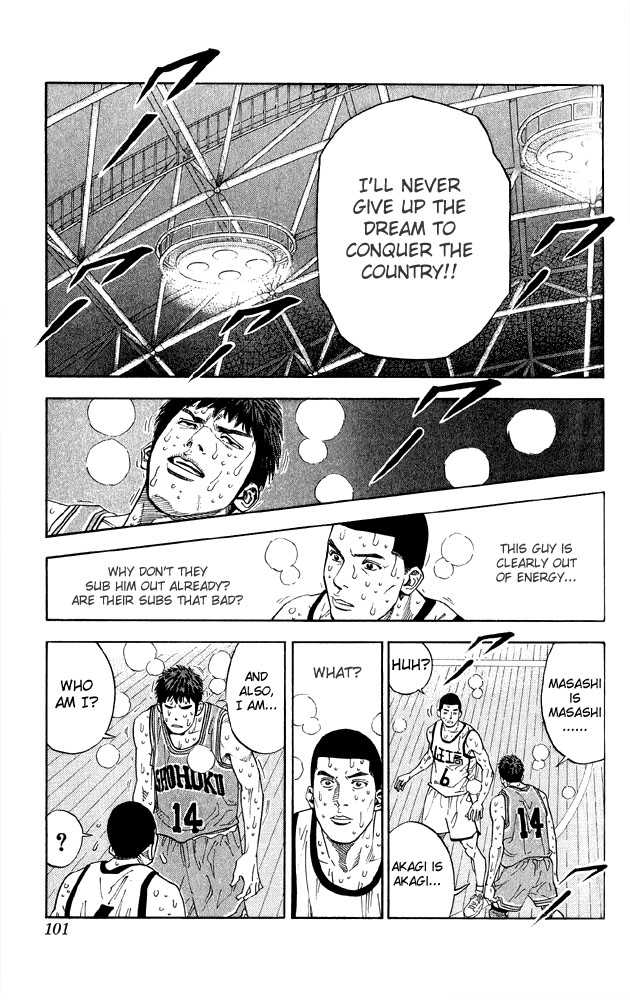 I'LL NEVER
GIVE UP THE
DREAM TO
CONQUER THE
COUNTRY!!
THIS GUY IS
CLEARLY OUT
OF ENERGY...
WHY DON'T THEY
SUB HIM OUT ALREADY?
ARE THEIR SUBS THAT BAD?
MASASHI
IS
MASASHI
......
HUH?
6
14
AKAGI IS
AKAGI...
WHAT?
AND
ALSO,
I AM...
WHO
AM I?
SHOHOKU
14
?
101